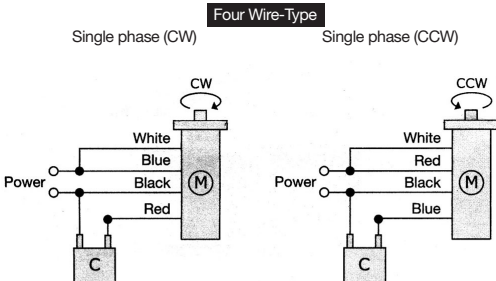 Four Wire-Type
Single phase (CW)
CW
White
Blue
Power
Black
M
Red
C
Single phase (CCW)
CCW
White
Red
Power
Black
M
Blue
C